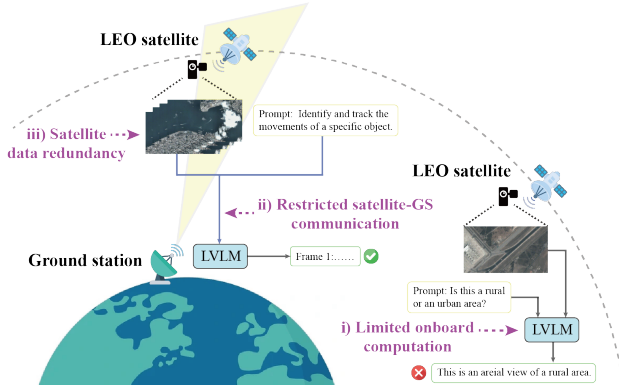 LEO satellite
Prompt: Identify and track the
movements of a specific object.
iii) Satellite
data redundancy
LEO satellite
ii) Restricted satellite-GS
communication
Ground station
LVLM
Frame 1:......
Prompt: Is this a rural
or an urban area?
i) Limited onboard
computation
LVLM
This is an areial view of a rural area.